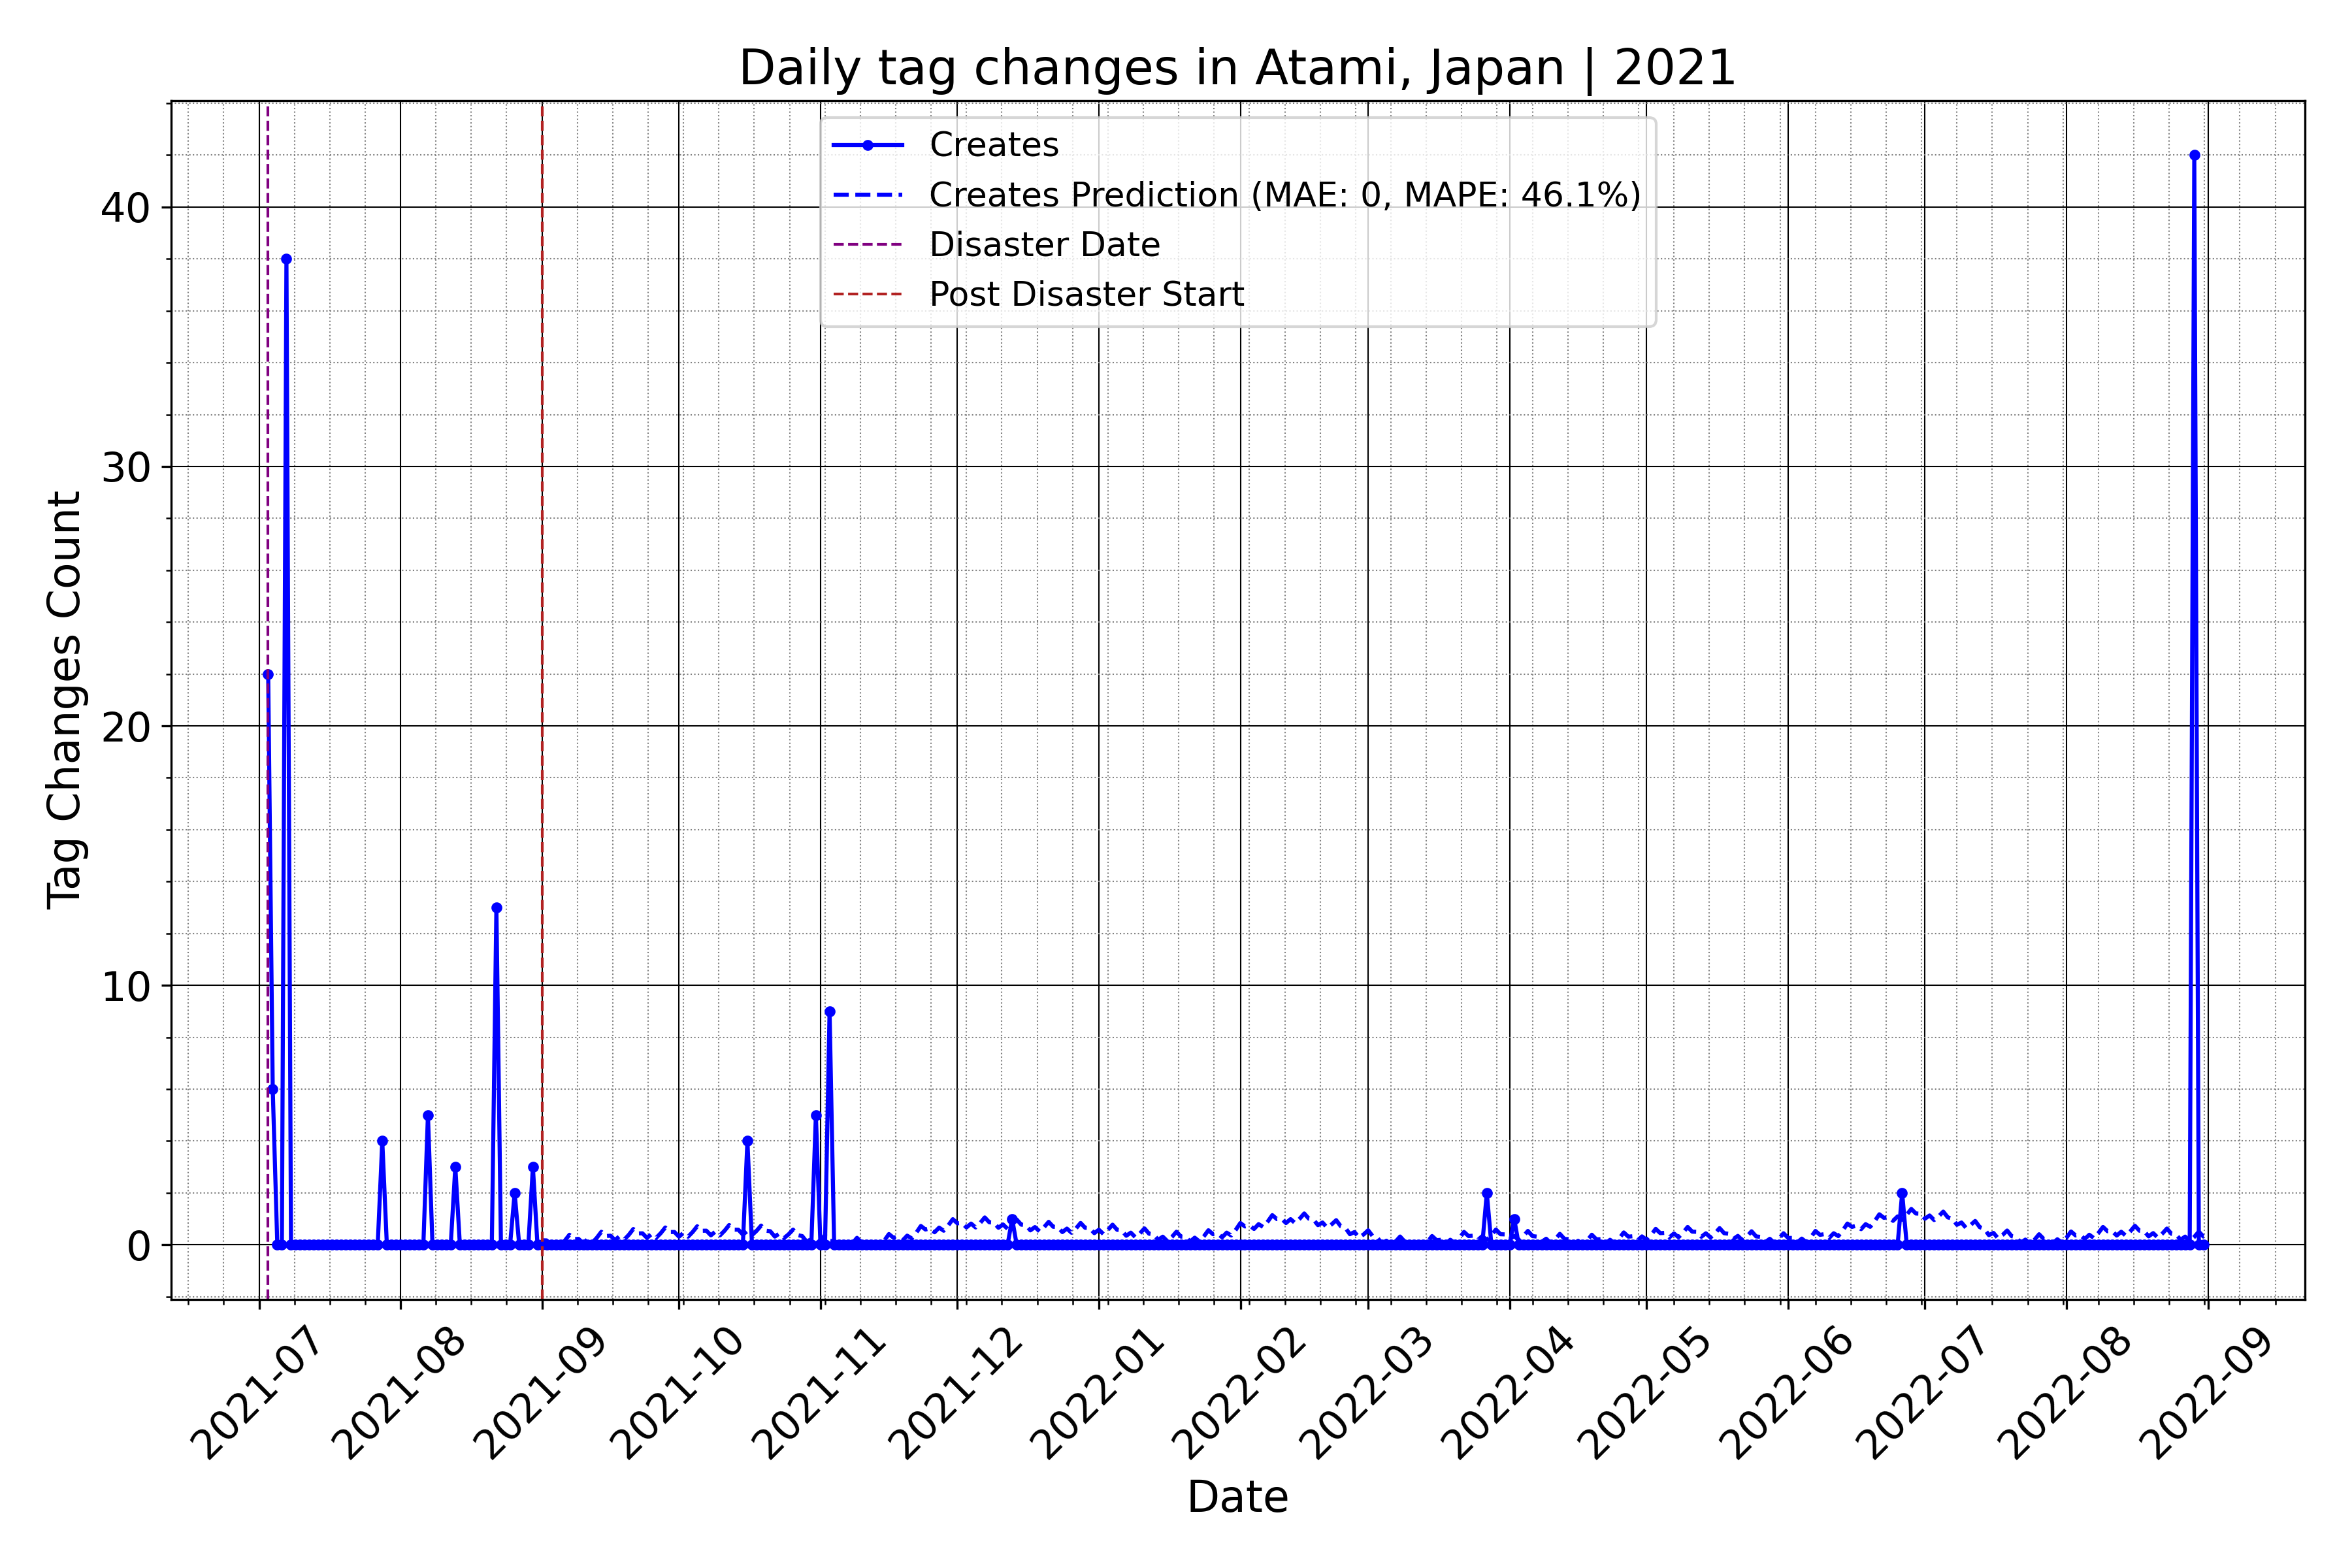 Daily tag changes in Atami, Japan | 2021
Creates
Creates Prediction (MAE: 0, MAPE: 46.1%)
Disaster Date
Post Disaster Start
Tag Changes Count
40
30
20
10
0
2021-07
2021-08
2021-09
2021-10
2021-11
2021-12
2022-01
2022-02
2022-03
2022-04
2022-05
2022-06
2022-07
2022-08
2022-09
Date